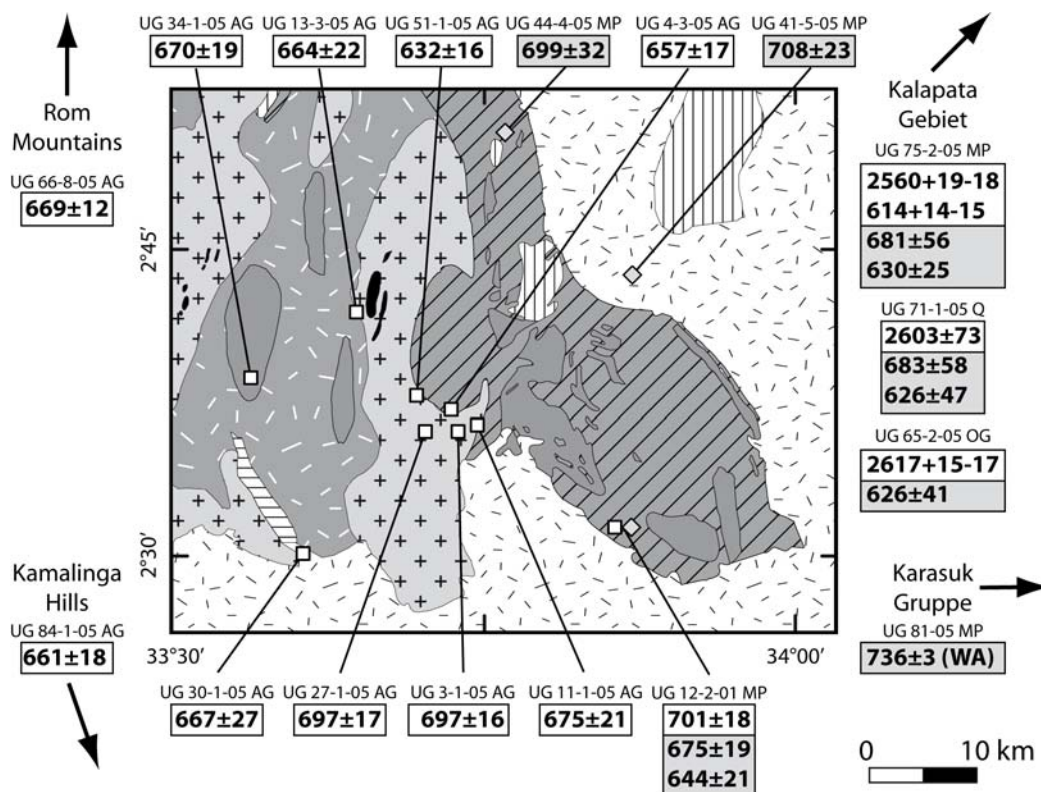 UG 34-1-05 AG
670±19
UG 13-3-05 AG
664±22
UG 51-1-05 AG
632±16
UG 44-4-05 MP
699±32
UG 4-3-05 AG
657±17
UG 41-5-05 MP
708±23
Rom
Mountains
UG 66-8-05 AG
669±12
Kalapata
Gebiet
UG 75-2-05 MP
2560+19-18
614+14-15
681±56
630±25
UG 71-1-05 Q
2603±73
683±58
626±47
UG 65-2-05 OG
2617+15-17
626±41
2°45′
2°30′
Kamalinga
Hills
UG 84-1-05 AG
661±18
Karasuk
Gruppe
UG 81-05 MP
736±3 (WA)
33°30′
34°00′
UG 30-1-05 AG
667±27
UG 27-1-05 AG
697±17
UG 3-1-05 AG
697±16
UG 11-1-05 AG
675±21
UG 12-2-01 MP
701±18
675±19
644±21
0 10 km